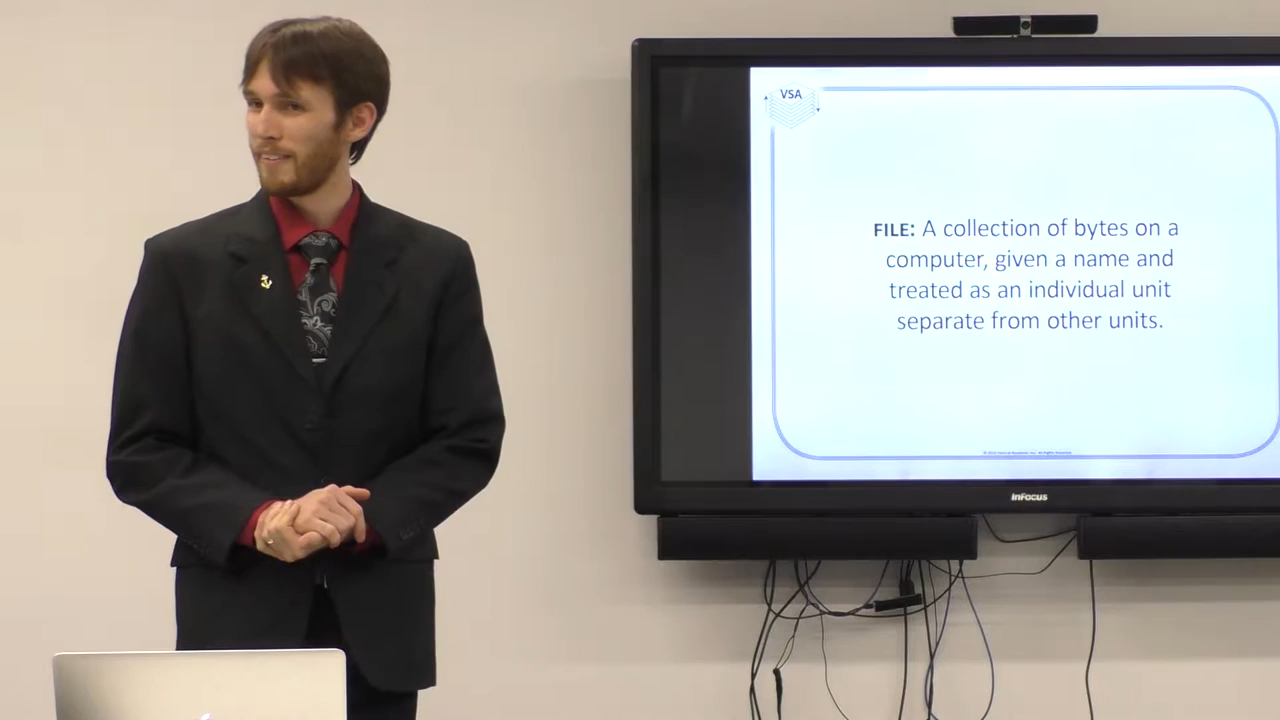 VSA
FILE: A collection of bytes on a
computer, given a name and
treated as an individual unit
separate from other units.
InFocus